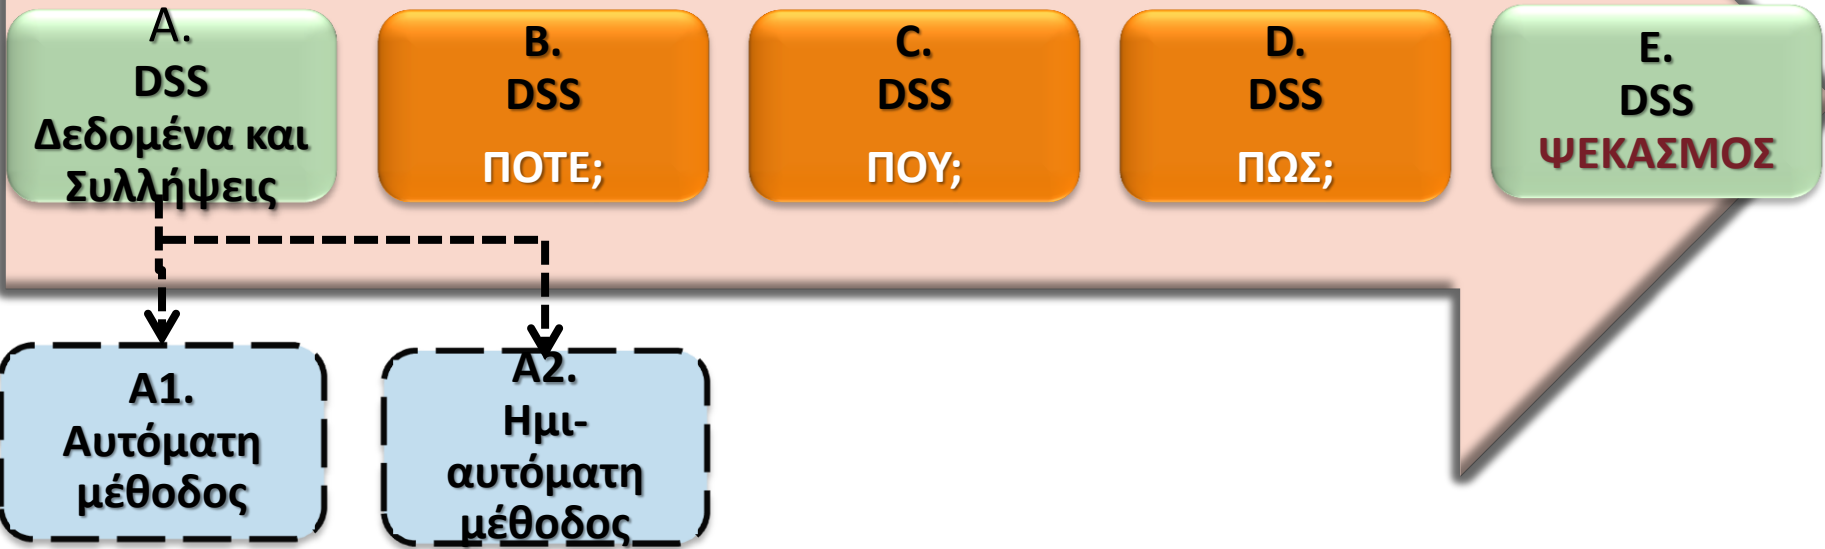 A.
DSS
Δεδομένα και
Συλλήψεις
B.
DSS
ΠΟΤΕ;
C.
DSS
ΠΟΥ;
D.
DSS
ΠΩΣ;
E.
DSS
ΨΕΚΑΣΜΟΣ
A1.
Αυτόματη
μέθοδος
A2.
Ημι-
αυτόματη
μέθοδος